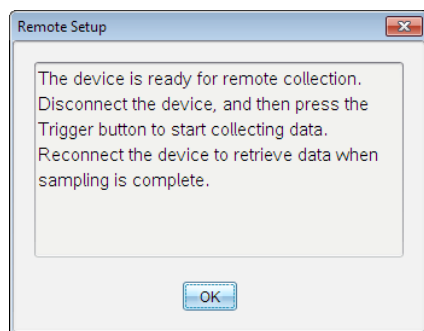 Remote Setup
The device is ready for remote collection.
Disconnect the device, and then press the
Trigger button to start collecting data.
Reconnect the device to retrieve data when
sampling is complete.
OK